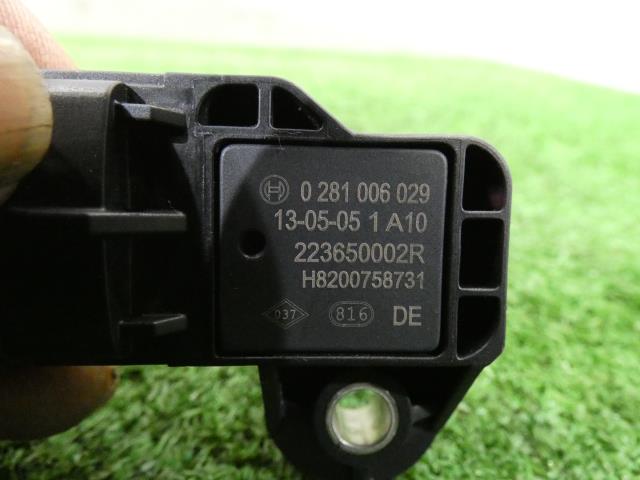 0 281 006 029
13-05-05 1 A10
223650002R
H8200758731
037 816 DE